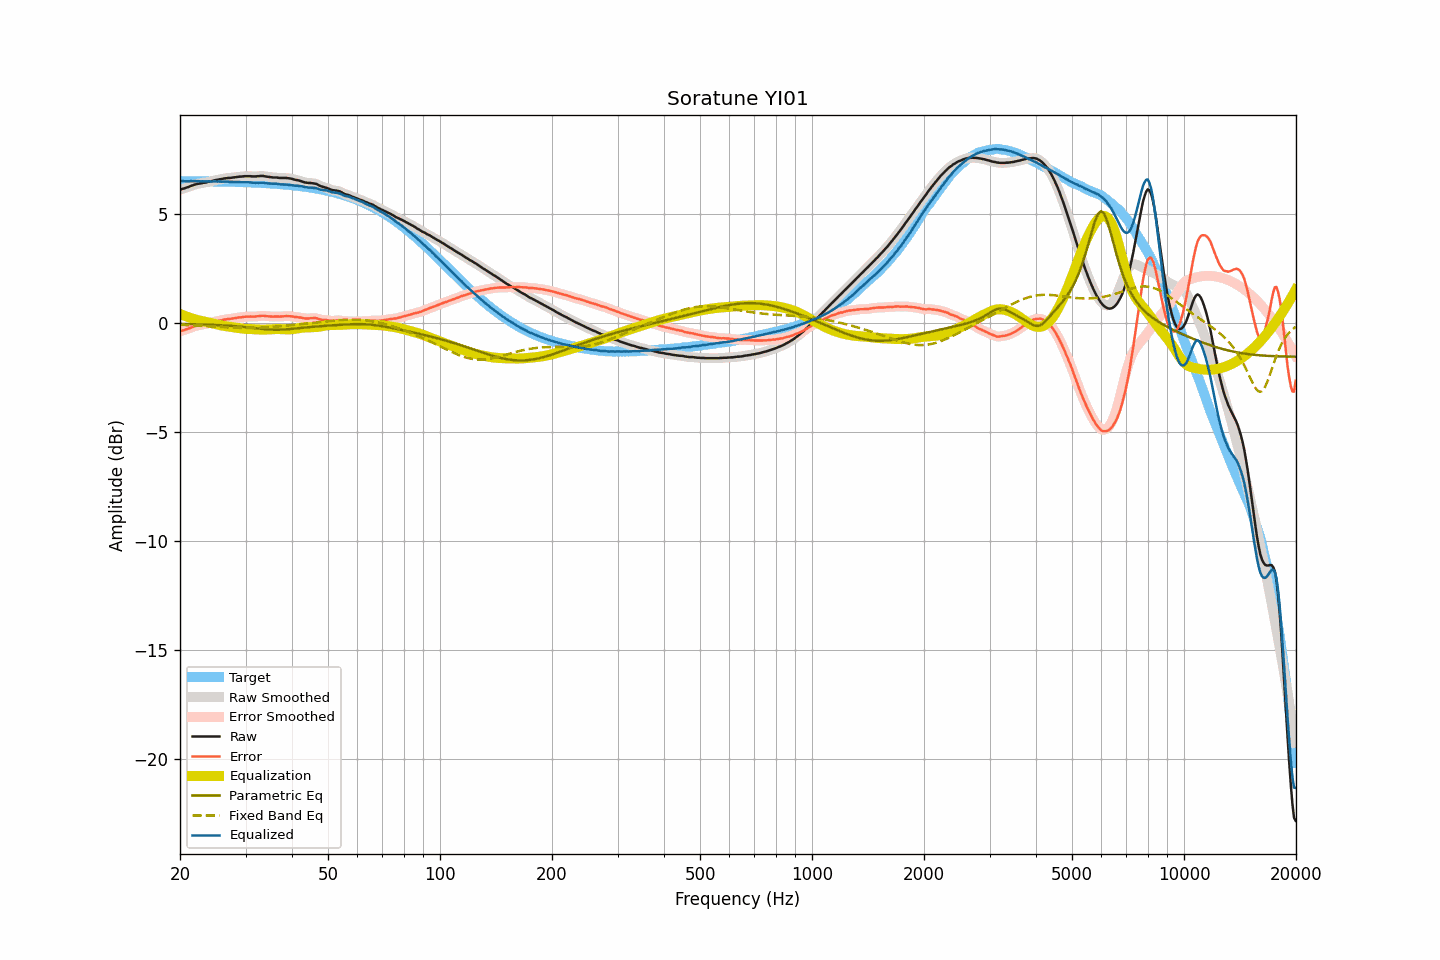 Soratune YI01
Amplitude (dBr)
5
0
−5
−10
−15
−20
Target
Raw Smoothed
Error Smoothed
Raw
Error
Equalization
Parametric Eq
Fixed Band Eq
Equalized
20 50 100 200 500 1000 2000 5000 10000 20000
Frequency (Hz)